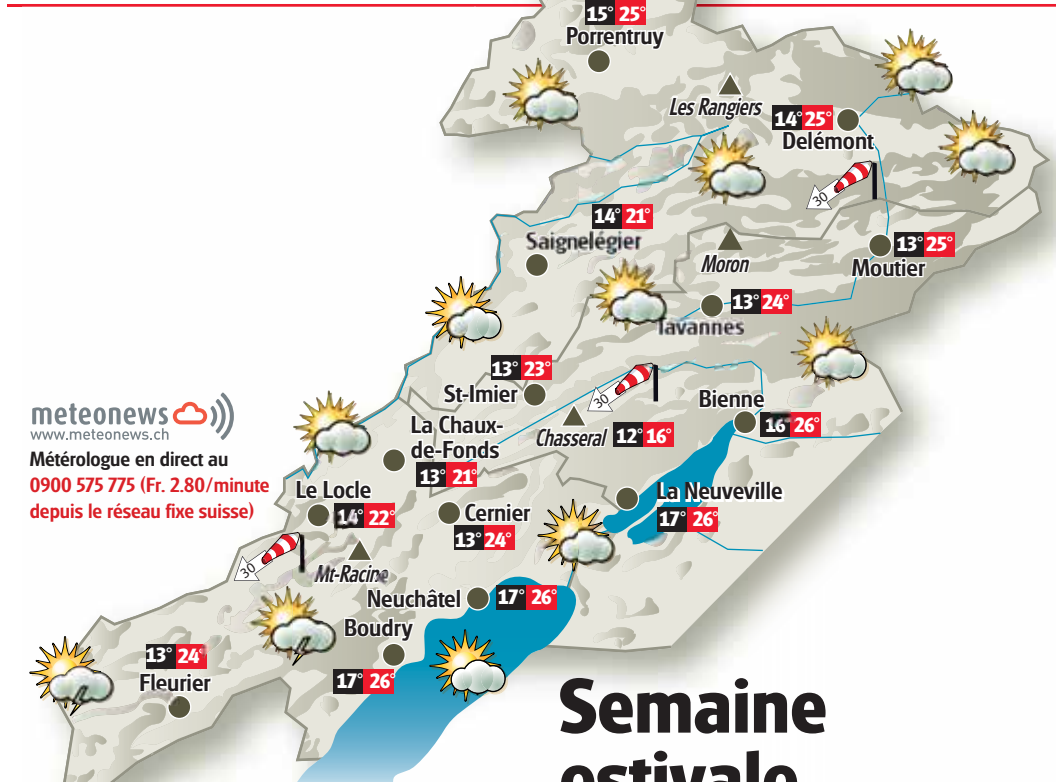 15° 25°
Porrentruy
Les Rangiers
14° 25°
Delémont
30
14° 21°
Saignelégier
Moron
13° 25°
Moutier
13° 24°
Tavannes
13° 23°
St-Imier
30
Bienne
16° 26°
Chasseral 12° 16°
La Chaux-
de-Fonds
13° 21°
meteonews
www.meteonews.ch
Métérologue en direct au
0900 575 775 (Fr. 2.80/minute
depuis le réseau fixe suisse)
Le Locle
14° 22°
Cernier
13° 24°
La Neuveville
17° 26°
30
Mt-Racine
Neuchâtel 17° 26°
Boudry
17° 26°
13° 24°
Fleurier
Semaine
estivale